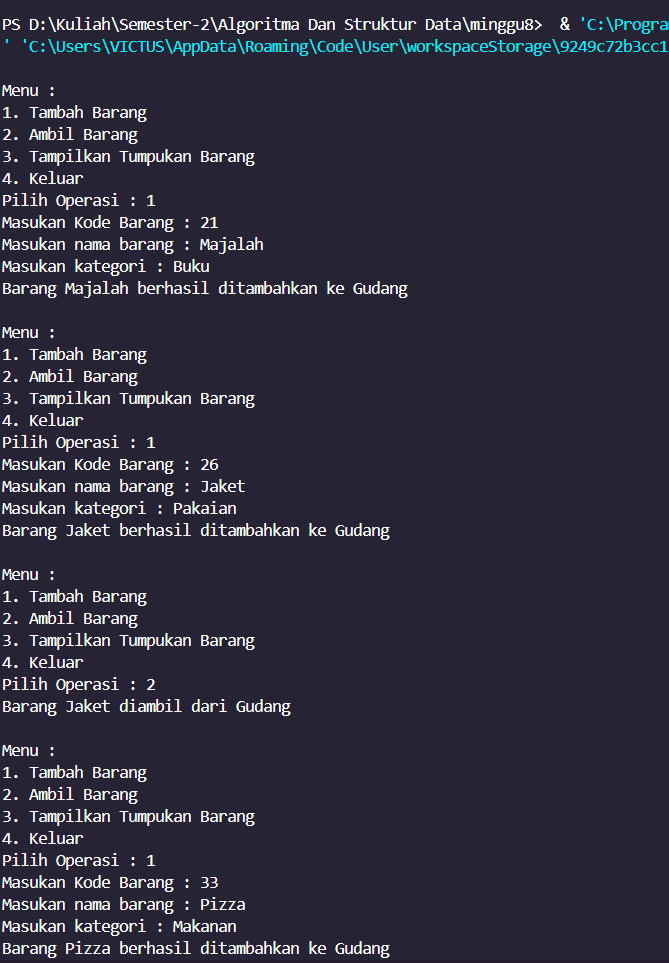 PS D:\Kuliah\Semester-2\Algoritma Dan Struktur Data\minggu8>  & 'C:\Progra
' 'C:\Users\VICTUS\AppData\Roaming\Code\User\workspaceStorage\9249c72b3cc1
Menu :
1. Tambah Barang
2. Ambil Barang
3. Tampilkan Tumpukan Barang
4. Keluar
Pilih Operasi : 1
Masukan Kode Barang : 21
Masukan nama barang : Majalah
Masukan kategori : Buku
Barang Majalah berhasil ditambahkan ke Gudang
Menu :
1. Tambah Barang
2. Ambil Barang
3. Tampilkan Tumpukan Barang
4. Keluar
Pilih Operasi : 1
Masukan Kode Barang : 26
Masukan nama barang : Jaket
Masukan kategori : Pakaian
Barang Jaket berhasil ditambahkan ke Gudang
Menu :
1. Tambah Barang
2. Ambil Barang
3. Tampilkan Tumpukan Barang
4. Keluar
Pilih Operasi : 2
Barang Jaket diambil dari Gudang
Menu :
1. Tambah Barang
2. Ambil Barang
3. Tampilkan Tumpukan Barang
4. Keluar
Pilih Operasi : 1
Masukan Kode Barang : 33
Masukan nama barang : Pizza
Masukan kategori : Makanan
Barang Pizza berhasil ditambahkan ke Gudang